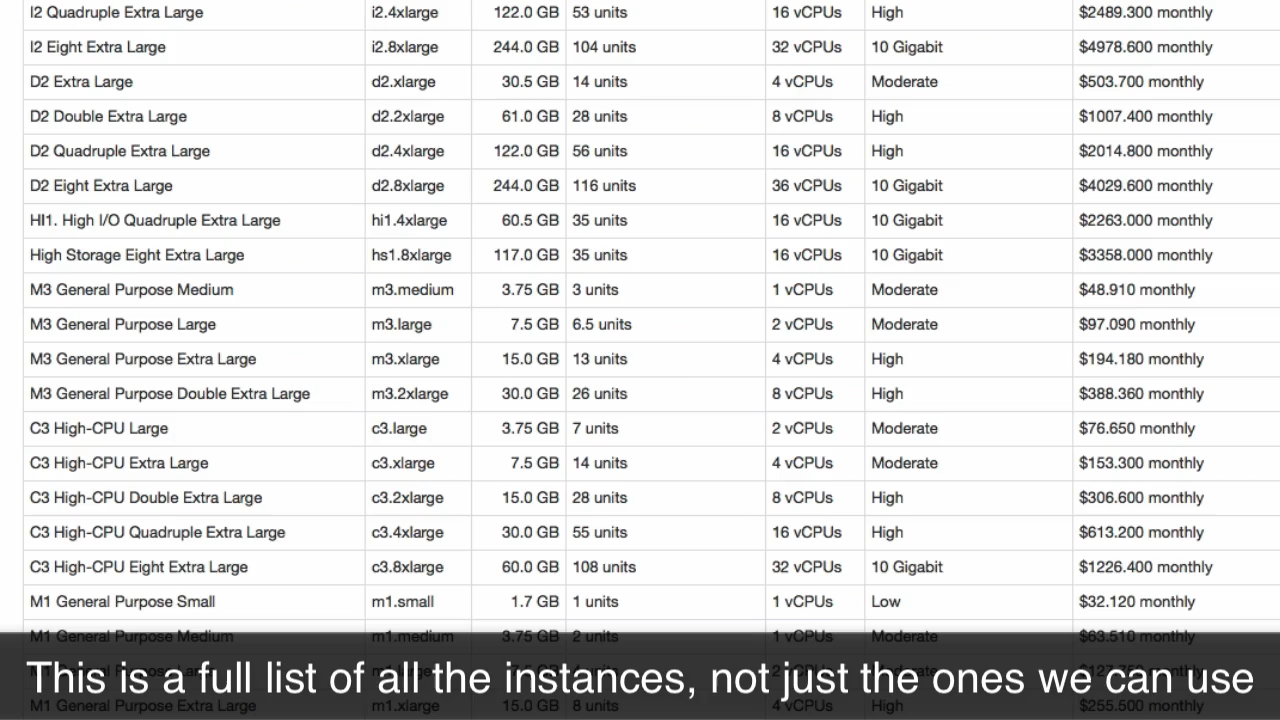 I2 Quadruple Extra Large i2.4xlarge 122.0 GB 53 units 16 vCPUs High $2489.300 monthly
I2 Eight Extra Large i2.8xlarge 244.0 GB 104 units 32 vCPUs 10 Gigabit $4978.600 monthly
D2 Extra Large d2.xlarge 30.5 GB 14 units 4 vCPUs Moderate $503.700 monthly
D2 Double Extra Large d2.2xlarge 61.0 GB 28 units 8 vCPUs High $1007.400 monthly
D2 Quadruple Extra Large d2.4xlarge 122.0 GB 56 units 16 vCPUs High $2014.800 monthly
D2 Eight Extra Large d2.8xlarge 244.0 GB 116 units 36 vCPUs 10 Gigabit $4029.600 monthly
HI1. High I/O Quadruple Extra Large hi1.4xlarge 60.5 GB 35 units 16 vCPUs 10 Gigabit $2263.000 monthly
High Storage Eight Extra Large hs1.8xlarge 117.0 GB 35 units 16 vCPUs 10 Gigabit $3358.000 monthly
M3 General Purpose Medium m3.medium 3.75 GB 3 units 1 vCPUs Moderate $48.910 monthly
M3 General Purpose Large m3.large 7.5 GB 6.5 units 2 vCPUs Moderate $97.090 monthly
M3 General Purpose Extra Large m3.xlarge 15.0 GB 13 units 4 vCPUs High $194.180 monthly
M3 General Purpose Double Extra Large m3.2xlarge 30.0 GB 26 units 8 vCPUs High $388.360 monthly
C3 High-CPU Large c3.large 3.75 GB 7 units 2 vCPUs Moderate $76.650 monthly
C3 High-CPU Extra Large c3.xlarge 7.5 GB 14 units 4 vCPUs Moderate $153.300 monthly
C3 High-CPU Double Extra Large c3.2xlarge 15.0 GB 28 units 8 vCPUs High $306.600 monthly
C3 High-CPU Quadruple Extra Large c3.4xlarge 30.0 GB 55 units 16 vCPUs High $613.200 monthly
C3 High-CPU Eight Extra Large c3.8xlarge 60.0 GB 108 units 32 vCPUs 10 Gigabit $1226.400 monthly
M1 General Purpose Small m1.small 1.7 GB 1 units 1 vCPUs Low $32.120 monthly
M1 General Purpose Medium m1.medium 3.75 GB 2 units 1 vCPUs Moderate $63.510 monthly
This is a full list of all the instances, not just the ones we can use
M1 General Purpose Extra Large m1.xlarge 15.0 GB 8 units 4 vCPUs High $255.500 monthly